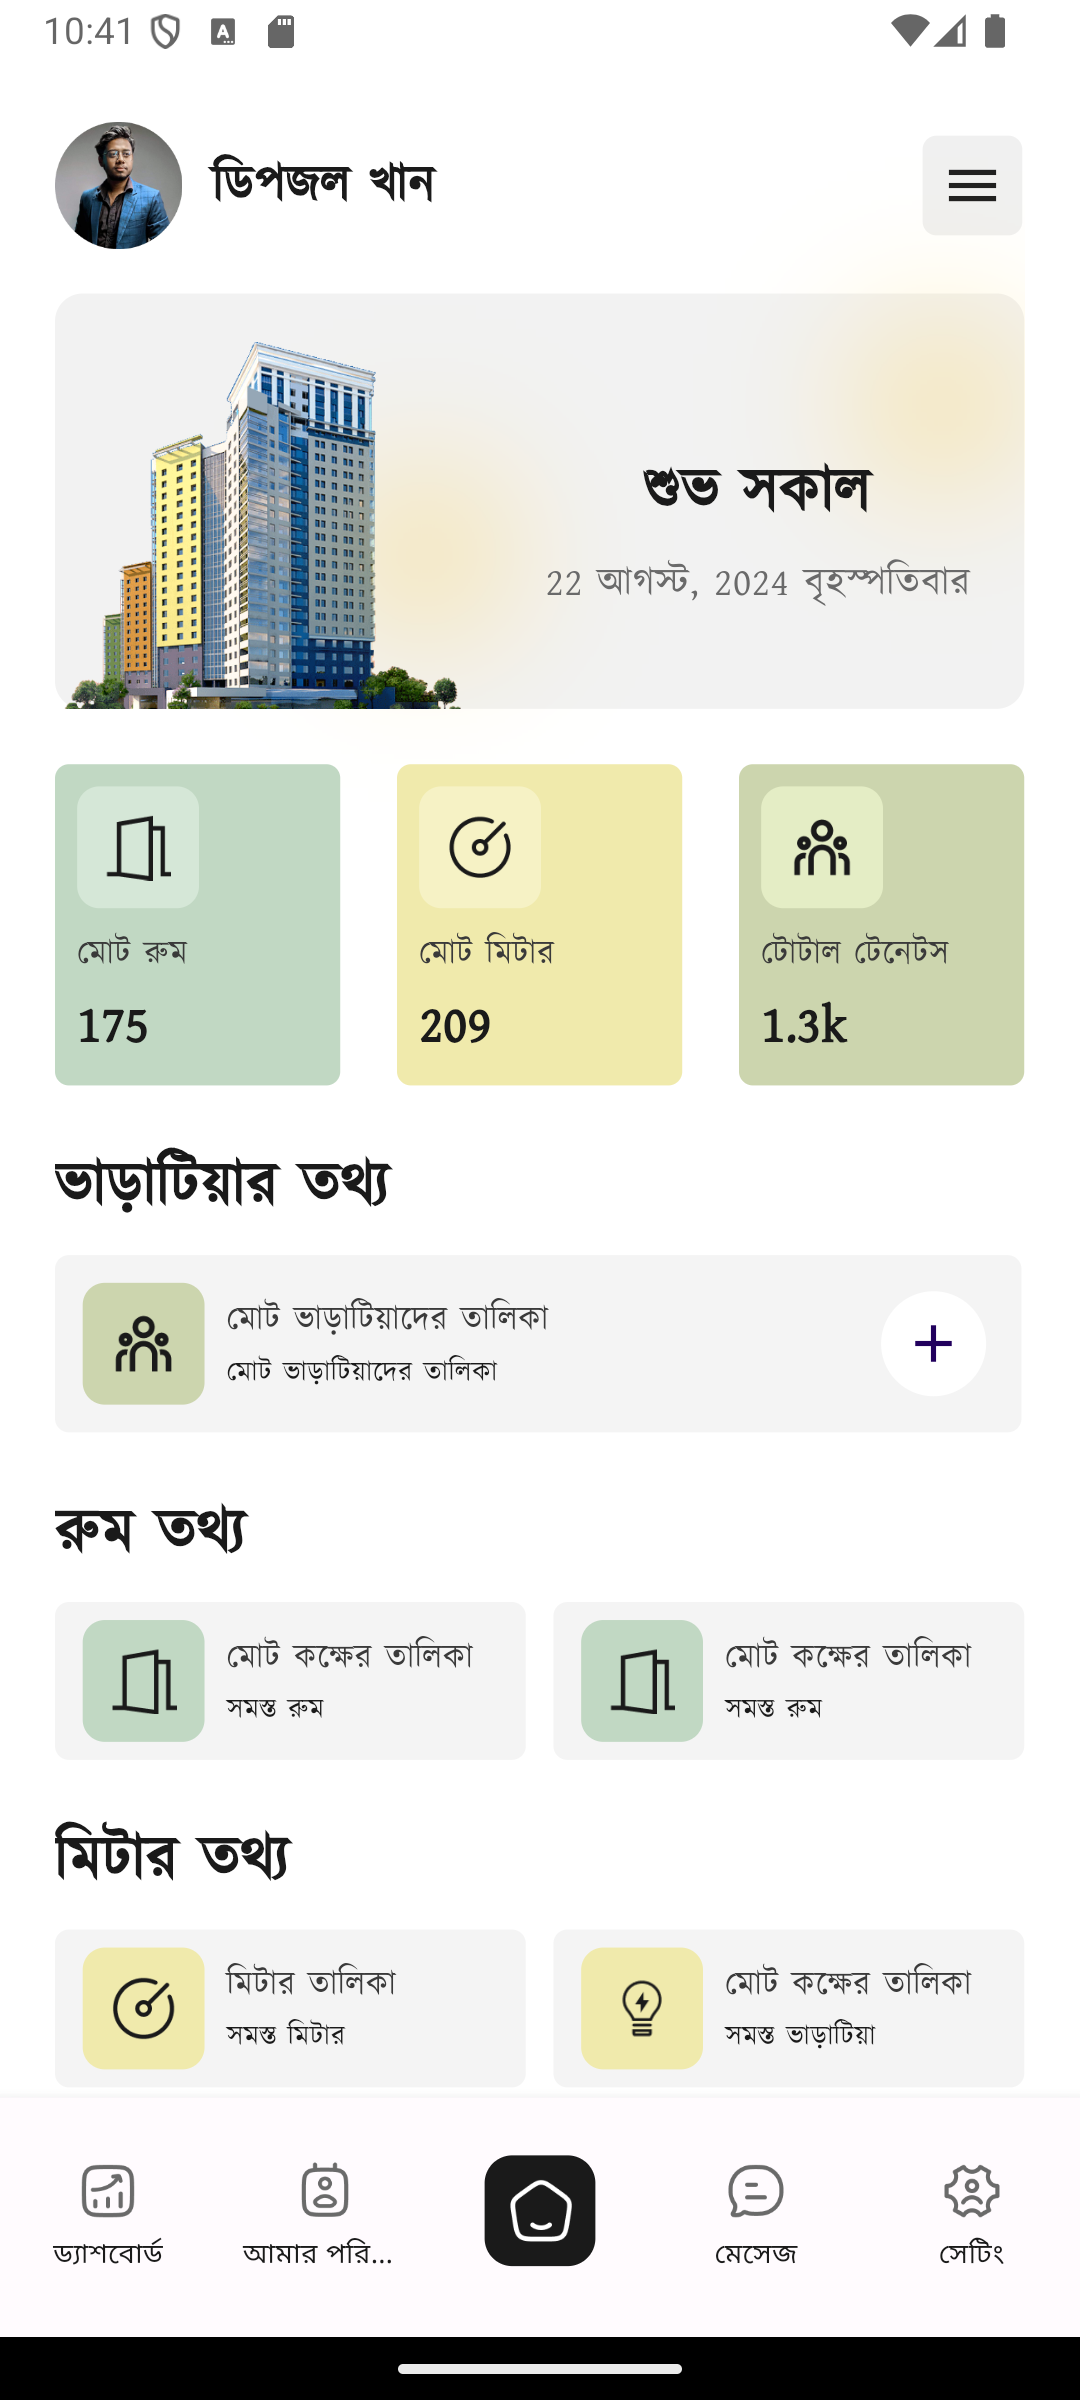 10:41
ডিপজল খান
শুভ সকাল
22 আগস্ট, 2024 বৃহস্পতিবার
মোট রুম
175
মোট মিটার
209
টোটাল টেনেটস
1.3k
ভাড়াটিয়ার তথ্য
মোট ভাড়াটিয়াদের তালিকা
মোট ভাড়াটিয়াদের তালিকা
রুম তথ্য
মোট কক্ষের তালিকা
সমস্ত রুম
মোট কক্ষের তালিকা
সমস্ত রুম
মিটার তথ্য
মিটার তালিকা
সমস্ত মিটার
মোট কক্ষের তালিকা
সমস্ত ভাড়াটিয়া
ড্যাশবোর্ড
আমার পরি...
মেসেজ
সেটিং